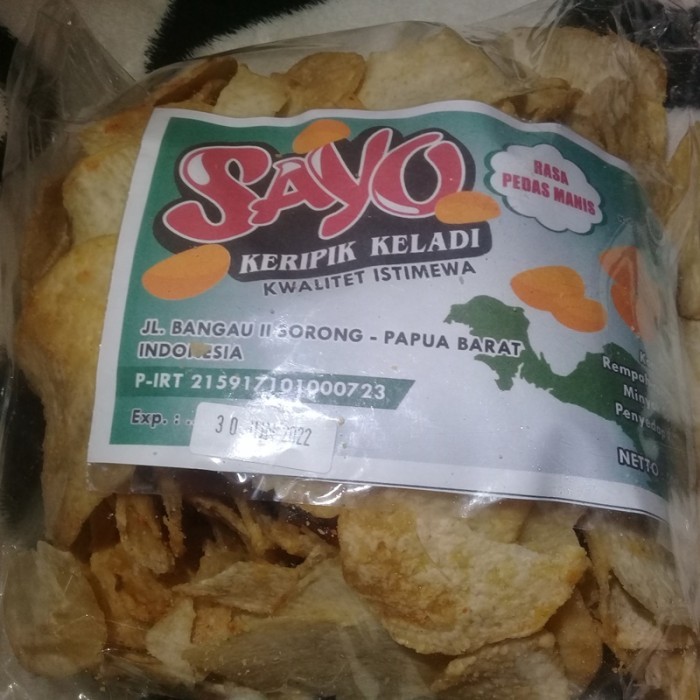 SAYO
KERIPIK KELADI
KWALITET ISTIMEWA
RASA
PEDAS MANIS
JL. BANGAU II SORONG - PAPUA BARAT
INDONESIA
P-IRT 215917101000723
Exp. :
30 2022
NETTO